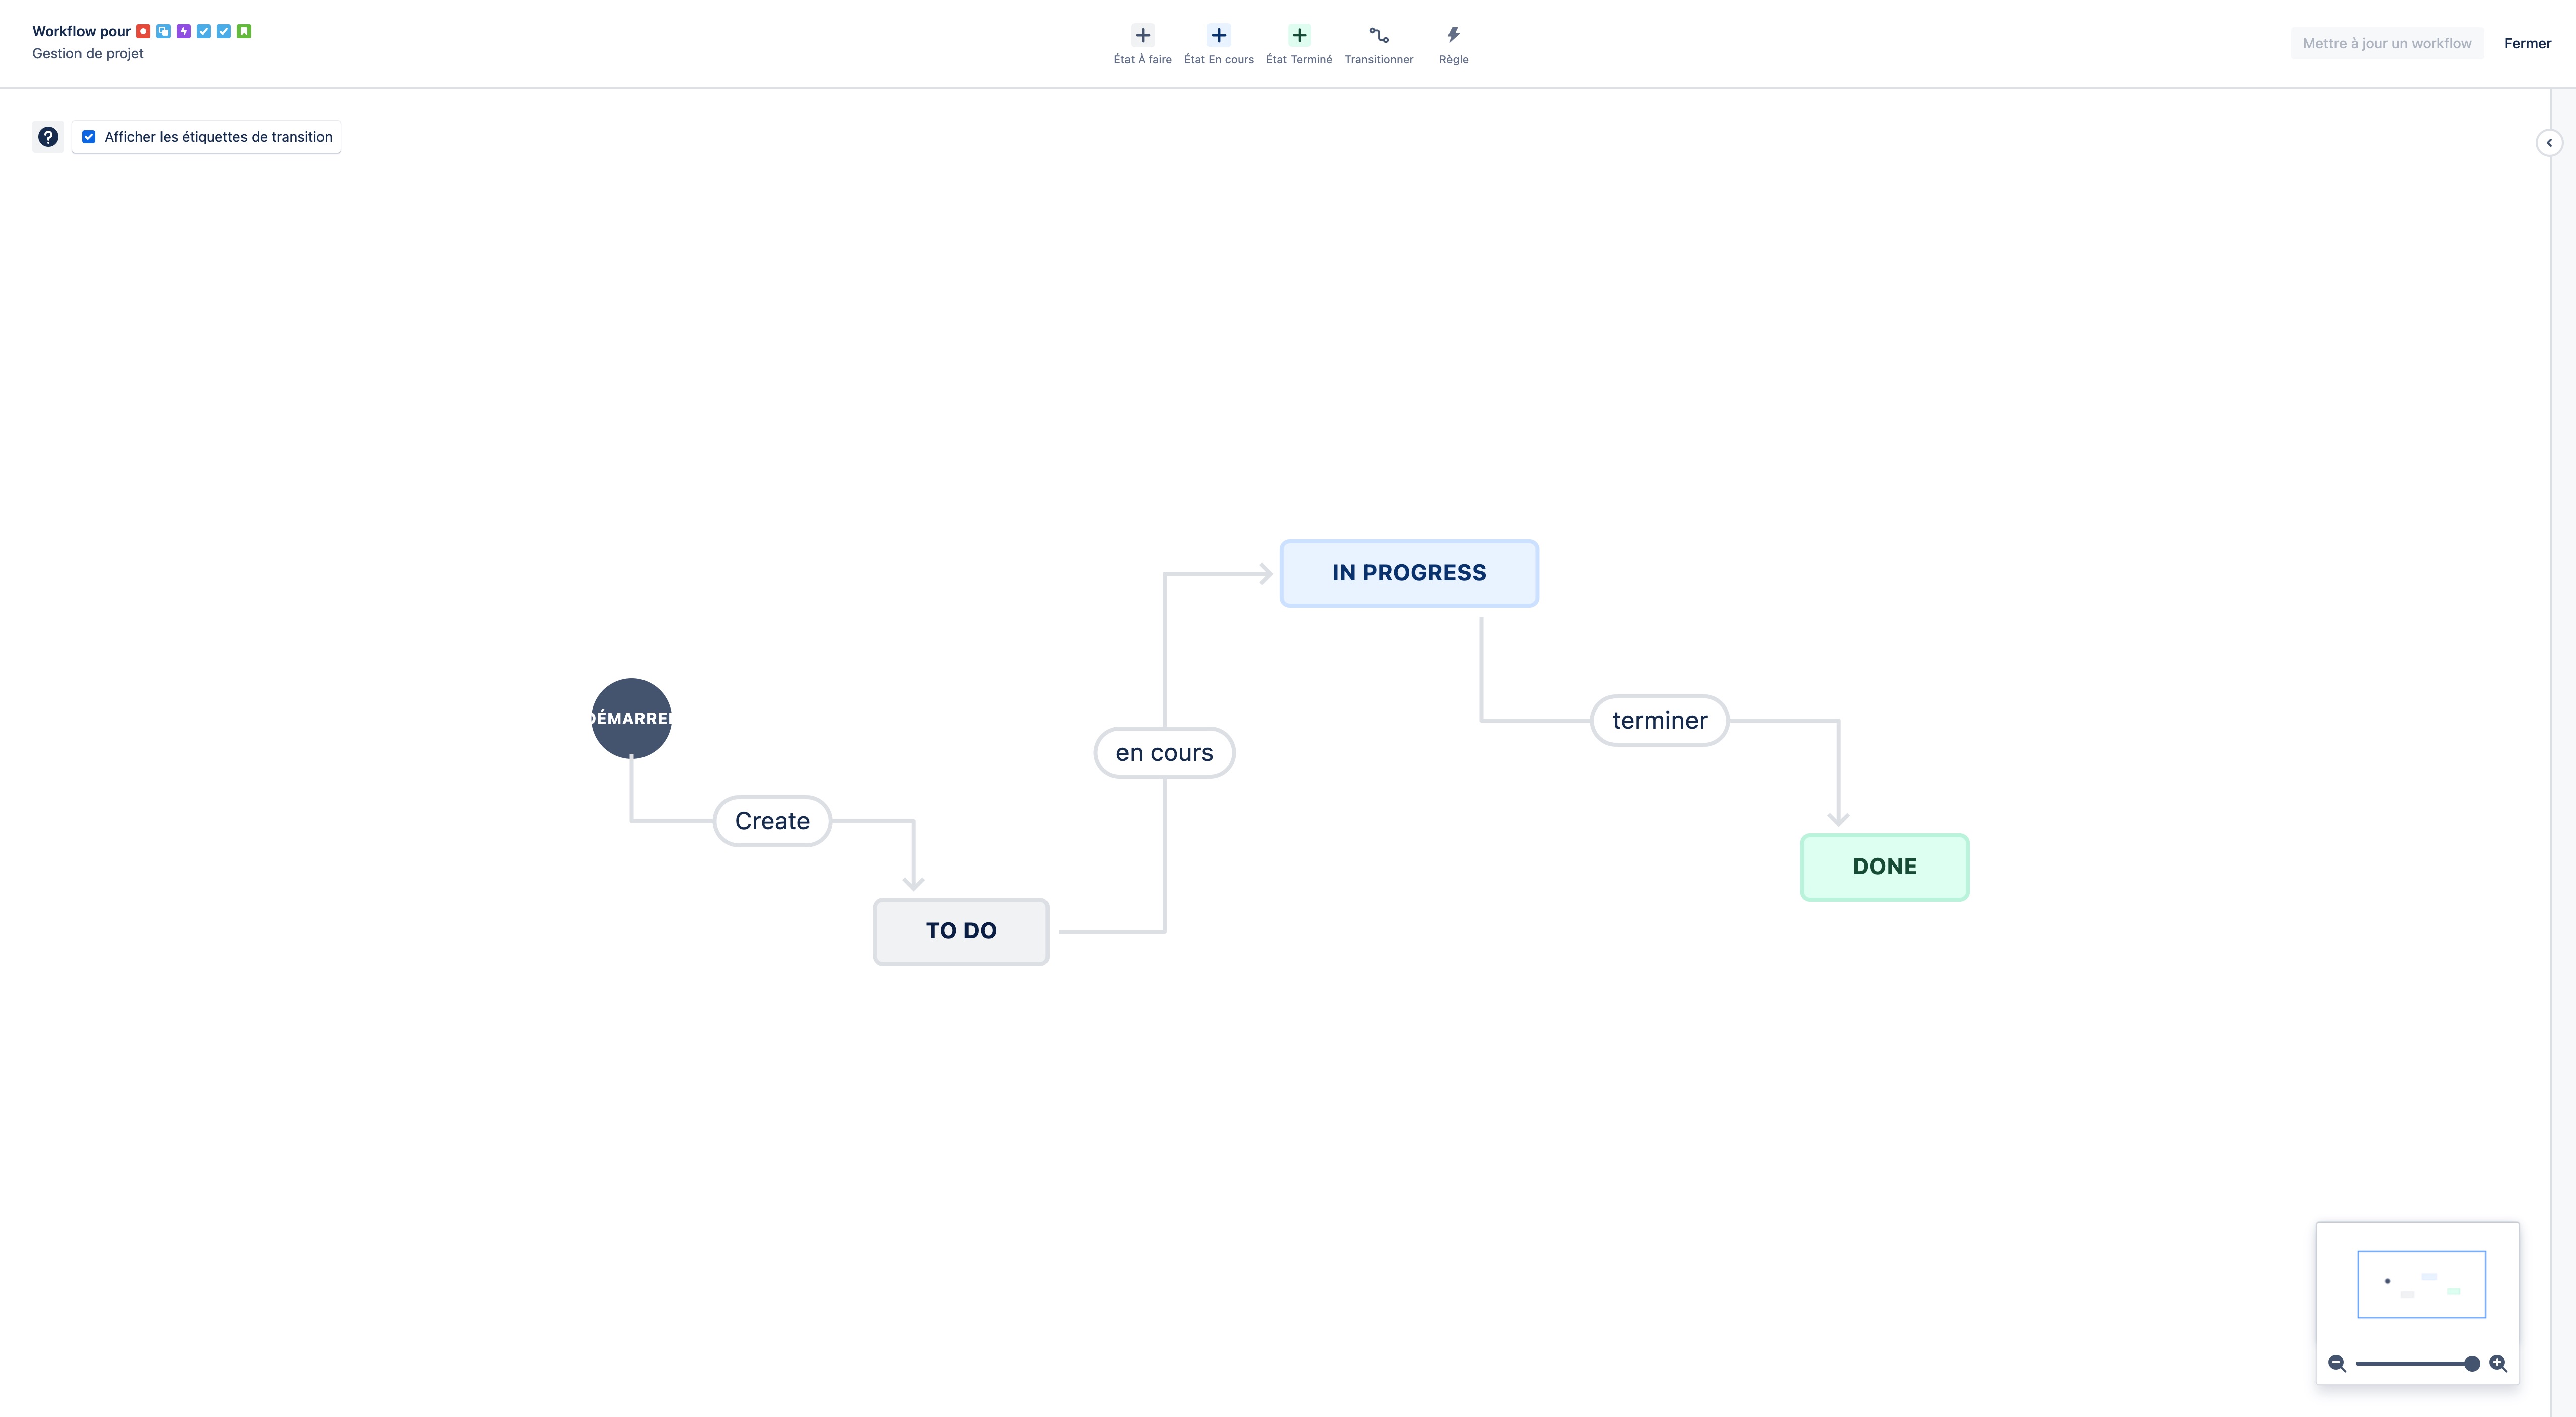 Workflow pour
Gestion de projet
État À faire
État En cours
État Terminé
Transitionner
Règle
Mettre à jour un workflow
Fermer
Afficher les étiquettes de transition
IN PROGRESS
DÉMARRER
terminer
en cours
Create
DONE
TO DO